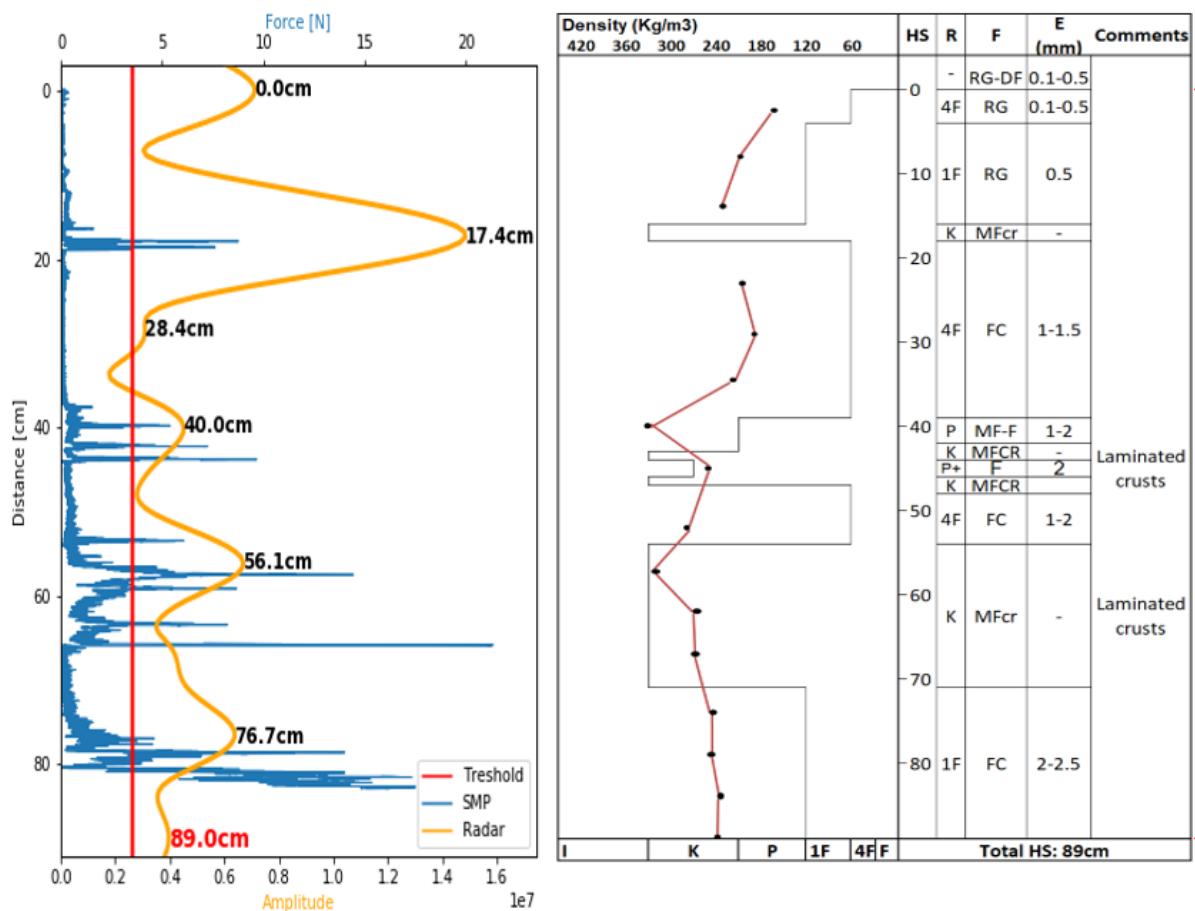 Force [N]
0 5 10 15 20
0
20
40
60
80
Distance [cm]
0.0cm
17.4cm
28.4cm
40.0cm
56.1cm
76.7cm
89.0cm
Treshold
SMP
Radar
0.0 0.2 0.4 0.6 0.8 1.0 1.2 1.4 1.6
1e7
Amplitude
Density (Kg/m3)
420 360 300 240 180 120 60
HS R F E (mm) Comments
- RG-DF 0.1-0.5
0
4F RG 0.1-0.5
10
1F RG 0.5
K MFcr -
20
4F FC 1-1.5
30
40
P MF-F 1-2
K MFCR -
P+ F 2
K MFCR
Laminated
crusts
50
4F FC 1-2
60
K MFcr -
Laminated
crusts
70
80
1F FC 2-2.5
I K P 1F 4F F
Total HS: 89cm